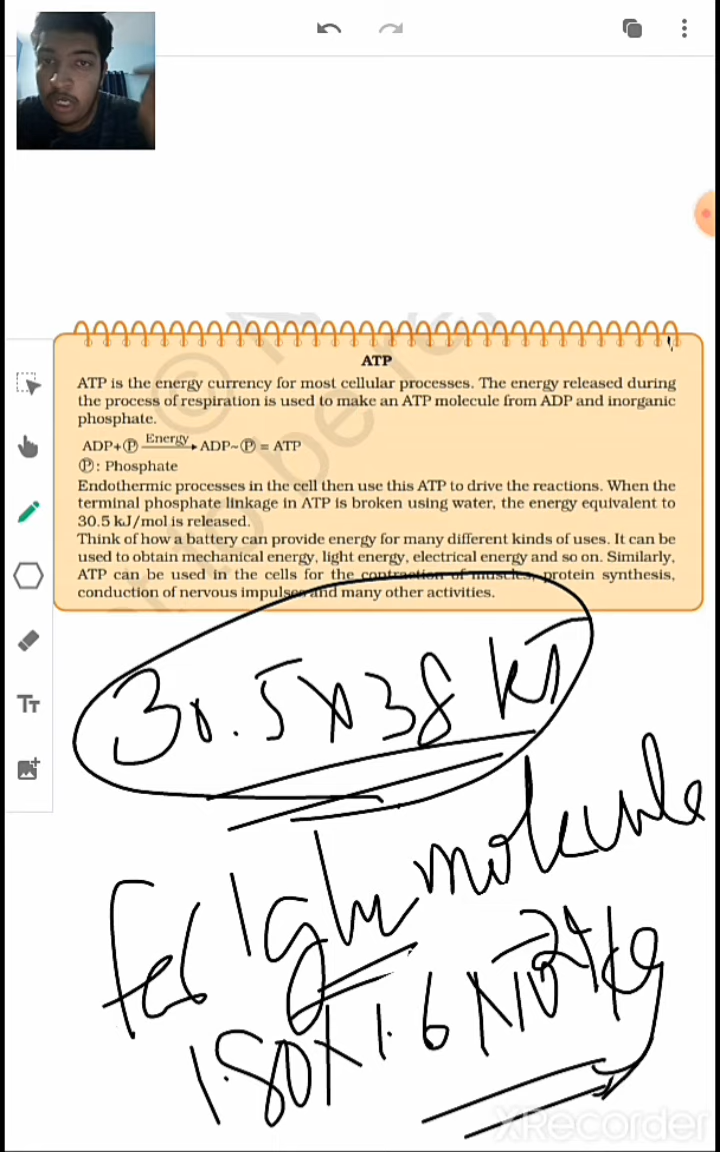 ATP
ATP is the energy currency for most cellular processes. The energy released during
the process of respiration is used to make an ATP molecule from ADP and inorganic
phosphate.
ADP+Ⓟ Energy→ ADP~Ⓟ = ATP
Ⓟ: Phosphate
Endothermic processes in the cell then use this ATP to drive the reactions. When the
terminal phosphate linkage in ATP is broken using water, the energy equivalent to
30.5 kJ/mol is released.
Think of how a battery can provide energy for many different kinds of uses. It can be
used to obtain mechanical energy, light energy, electrical energy and so on. Similarly,
ATP can be used in the cells for the contraction of muscles, protein synthesis,
conduction of nervous impulses and many other activities.
30.5 x 38 kJ
1 molecule
1.6 x 10 kg
TT
XRecorder